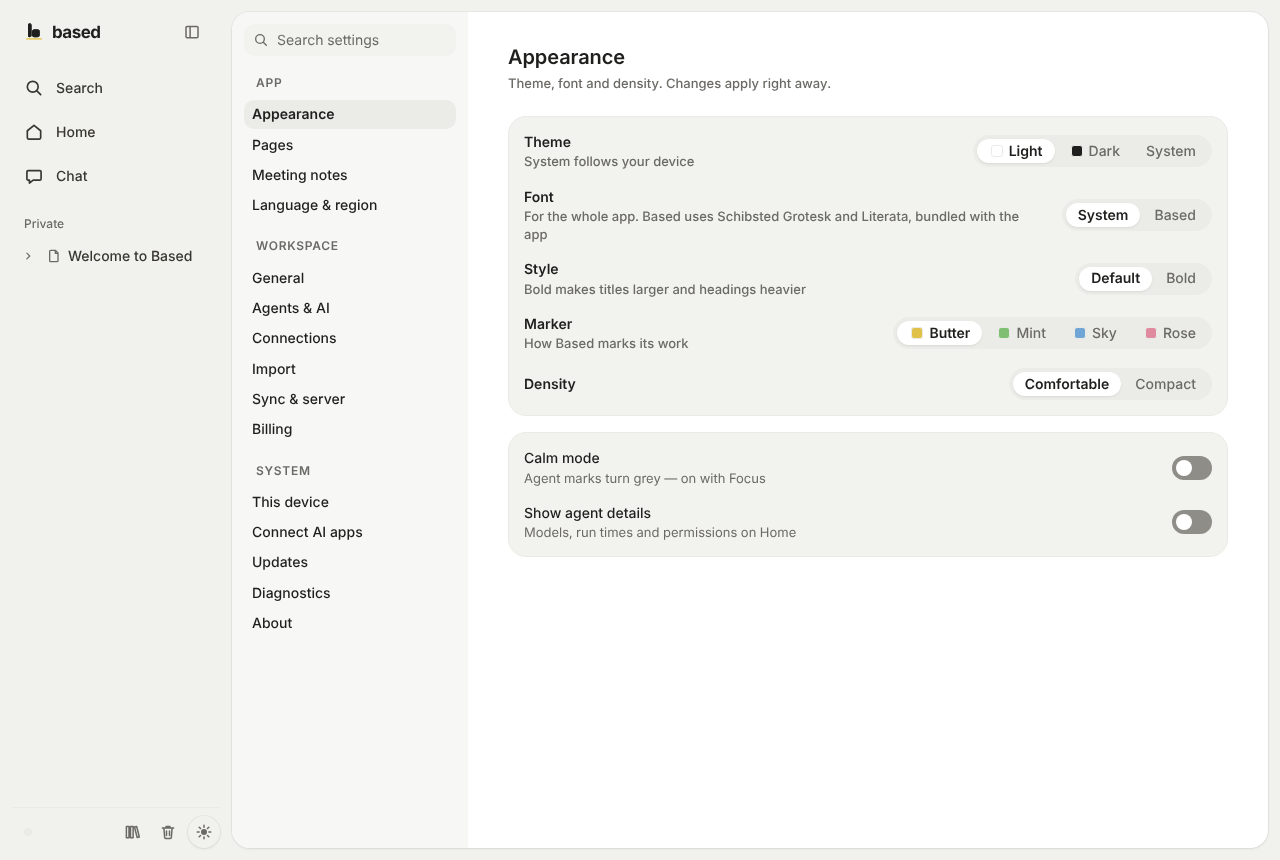 based
Search
Home
Chat
Private
Welcome to Based
Search settings
APP
Appearance
Pages
Meeting notes
Language & region
WORKSPACE
General
Agents & AI
Connections
Import
Sync & server
Billing
SYSTEM
This device
Connect AI apps
Updates
Diagnostics
About
Appearance
Theme, font and density. Changes apply right away.
Theme
System follows your device
Light Dark System
Font
For the whole app. Based uses Schibsted Grotesk and Literata, bundled with the
app
System Based
Style
Bold makes titles larger and headings heavier
Default Bold
Marker
How Based marks its work
Butter Mint Sky Rose
Density
Comfortable Compact
Calm mode
Agent marks turn grey — on with Focus
Show agent details
Models, run times and permissions on Home